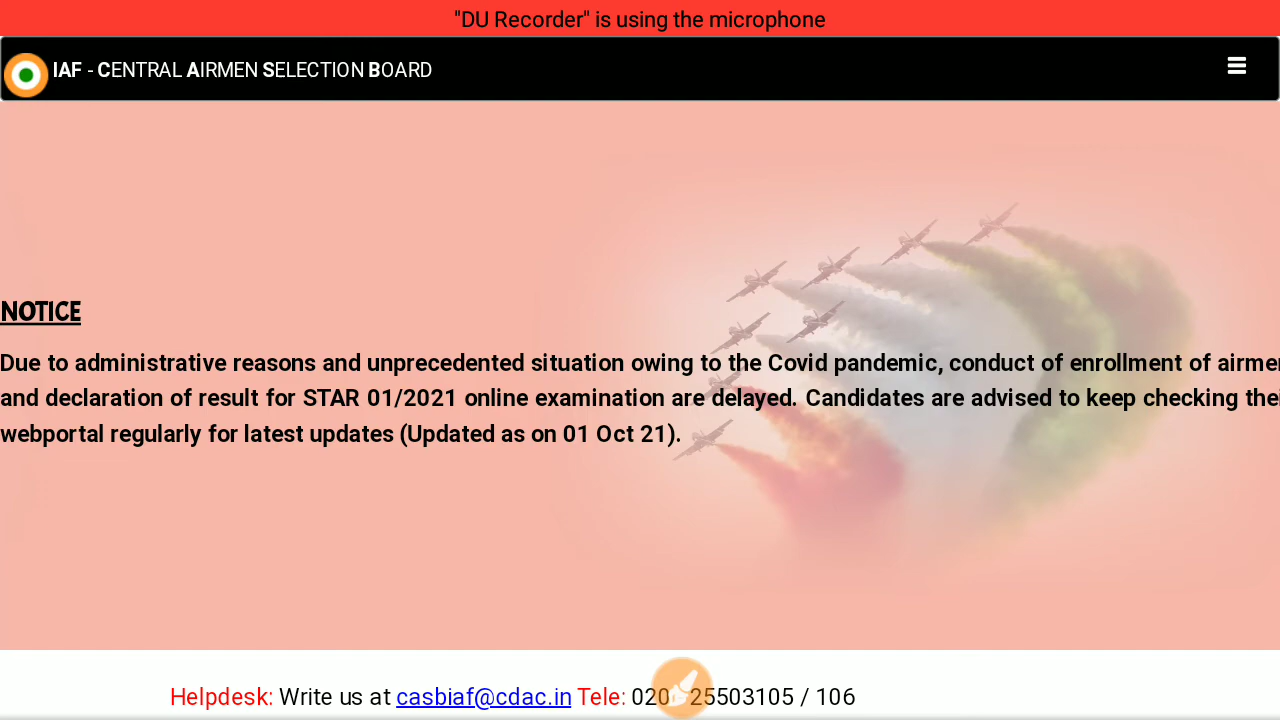 "DU Recorder" is using the microphone
IAF - CENTRAL AIRMEN SELECTION BOARD
NOTICE
Due to administrative reasons and unprecedented situation owing to the Covid pandemic, conduct of enrollment of airmen
and declaration of result for STAR 01/2021 online examination are delayed. Candidates are advised to keep checking thei
webportal regularly for latest updates (Updated as on 01 Oct 21).
Helpdesk: Write us at casbiaf@cdac.in Tele: 020 25503105 / 106